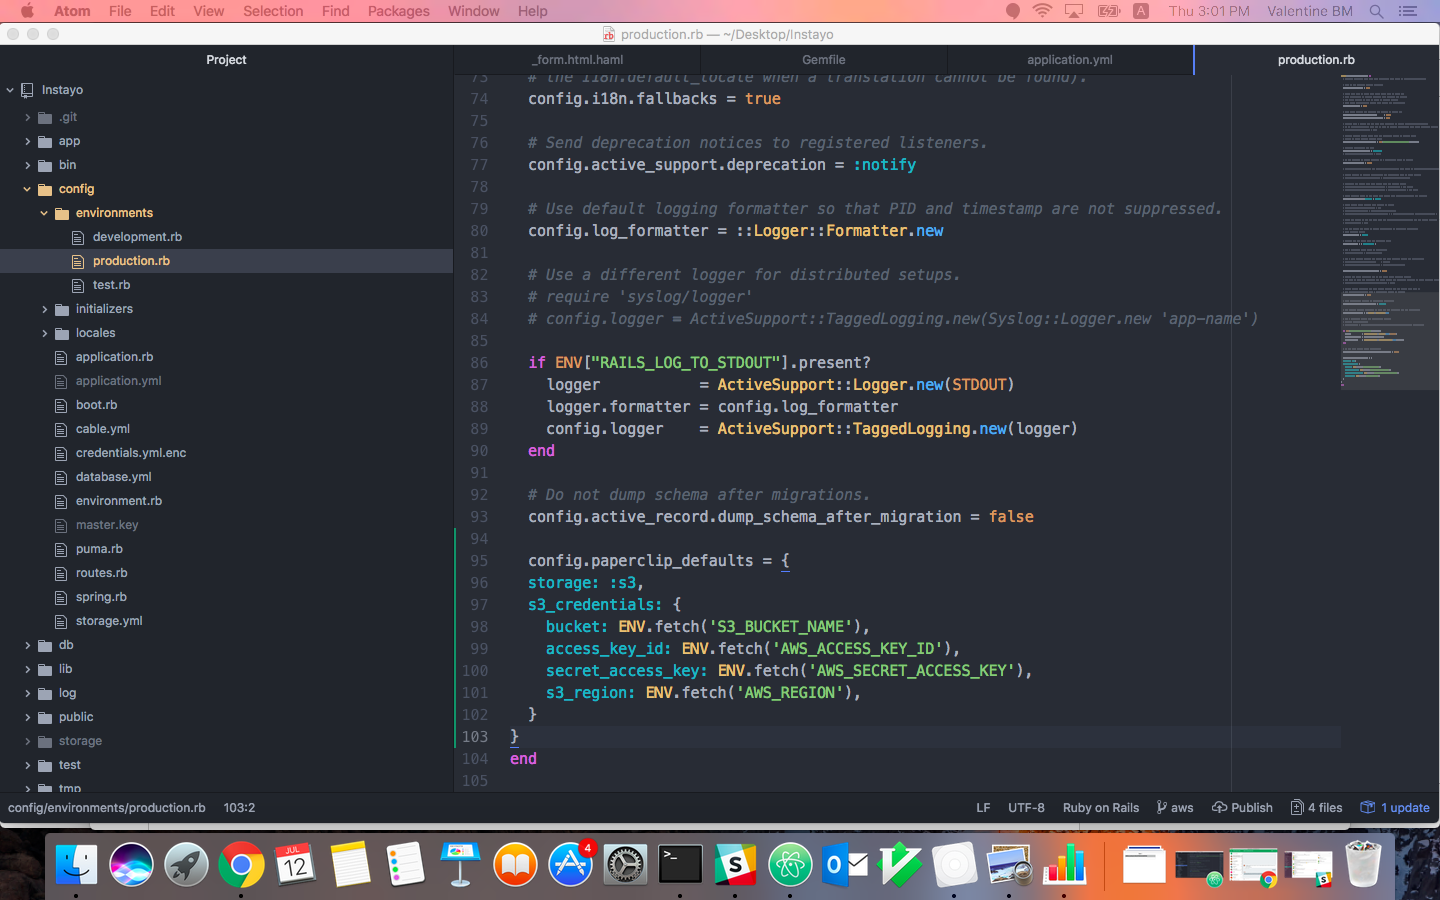 Atom File Edit View Selection Find Packages Window Help A Thu 3:01 PM Valentine BM
production.rb — ~/Desktop/Instayo
Project
_form.html.haml Gemfile application.yml production.rb
Instayo
.git
app
bin
config
environments
development.rb
production.rb
test.rb
initializers
locales
application.rb
application.yml
boot.rb
cable.yml
credentials.yml.enc
database.yml
environment.rb
master.key
puma.rb
routes.rb
spring.rb
storage.yml
db
lib
log
public
storage
test
tmp
73 # the I18n.default_locale when a translation cannot be found).
74 config.i18n.fallbacks = true
75
76 # Send deprecation notices to registered listeners.
77 config.active_support.deprecation = :notify
78
79 # Use default logging formatter so that PID and timestamp are not suppressed.
80 config.log_formatter = ::Logger::Formatter.new
81
82 # Use a different logger for distributed setups.
83 # require 'syslog/logger'
84 # config.logger = ActiveSupport::TaggedLogging.new(Syslog::Logger.new 'app-name')
85
86 if ENV["RAILS_LOG_TO_STDOUT"].present?
87 logger = ActiveSupport::Logger.new(STDOUT)
88 logger.formatter = config.log_formatter
89 config.logger = ActiveSupport::TaggedLogging.new(logger)
90 end
91
92 # Do not dump schema after migrations.
93 config.active_record.dump_schema_after_migration = false
94
95 config.paperclip_defaults = {
96 storage: :s3,
97 s3_credentials: {
98 bucket: ENV.fetch('S3_BUCKET_NAME'),
99 access_key_id: ENV.fetch('AWS_ACCESS_KEY_ID'),
100 secret_access_key: ENV.fetch('AWS_SECRET_ACCESS_KEY'),
101 s3_region: ENV.fetch('AWS_REGION'),
102 }
103 }
104 end
105
config/environments/production.rb 103:2 LF UTF-8 Ruby on Rails aws Publish 4 files 1 update
JUL
12
4